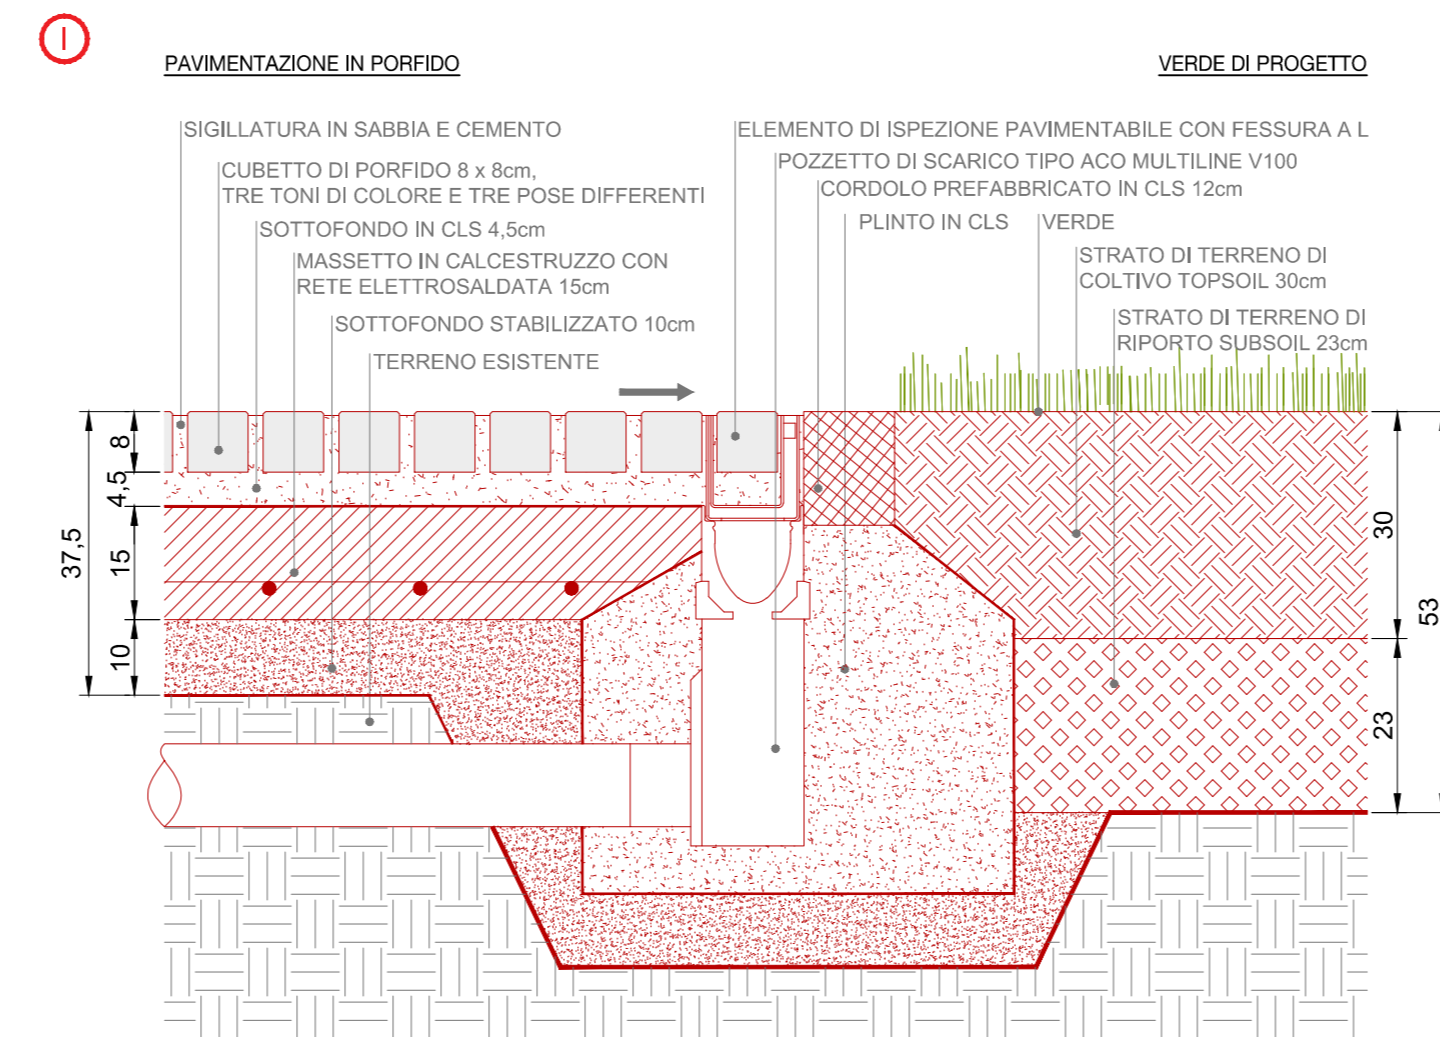 I
PAVIMENTAZIONE IN PORFIDO
VERDE DI PROGETTO
SIGILLATURA IN SABBIA E CEMENTO
CUBETTO DI PORFIDO 8 x 8cm,
TRE TONI DI COLORE E TRE POSE DIFFERENTI
SOTTOFONDO IN CLS 4,5cm
MASSETTO IN CALCESTRUZZO CON
RETE ELETTROSALDATA 15cm
SOTTOFONDO STABILIZZATO 10cm
TERRENO ESISTENTE
ELEMENTO DI ISPEZIONE PAVIMENTABILE CON FESSURA A L
POZZETTO DI SCARICO TIPO ACO MULTILINE V100
CORDOLO PREFABBRICATO IN CLS 12cm
PLINTO IN CLS
VERDE
STRATO DI TERRENO DI
COLTIVO TOPSOIL 30cm
STRATO DI TERRENO DI
RIPORTO SUBSOIL 23cm
8
4,5
15
10
37,5
30
23
53